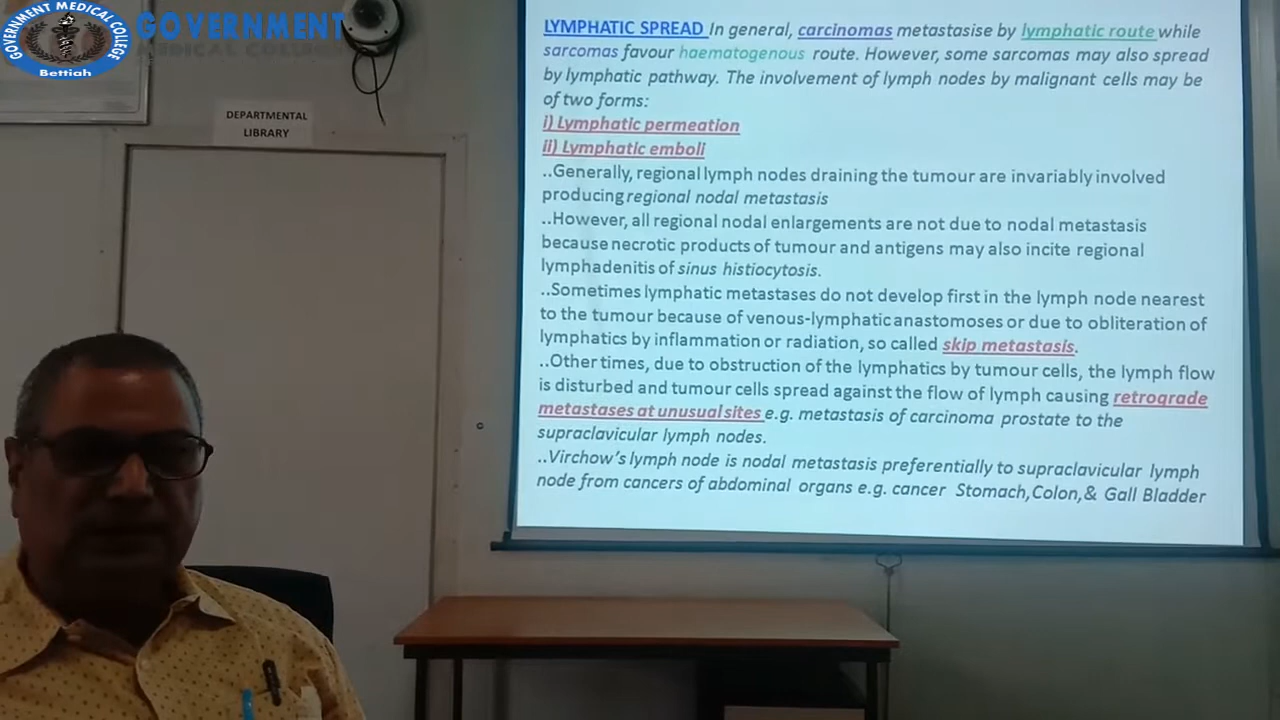 GOVERNMENT MEDICAL COLLEGE
Bettiah
GOVERNMENT
MEDICAL COLLEGE
DEPARTMENTAL
LIBRARY
LYMPHATIC SPREAD In general, carcinomas metastasise by lymphatic route while
sarcomas favour haematogenous route. However, some sarcomas may also spread
by lymphatic pathway. The involvement of lymph nodes by malignant cells may be
of two forms:
i) Lymphatic permeation
ii) Lymphatic emboli
..Generally, regional lymph nodes draining the tumour are invariably involved
producing regional nodal metastasis
..However, all regional nodal enlargements are not due to nodal metastasis
because necrotic products of tumour and antigens may also incite regional
lymphadenitis of sinus histiocytosis.
..Sometimes lymphatic metastases do not develop first in the lymph node nearest
to the tumour because of venous-lymphatic anastomoses or due to obliteration of
lymphatics by inflammation or radiation, so called skip metastasis.
..Other times, due to obstruction of the lymphatics by tumour cells, the lymph flow
is disturbed and tumour cells spread against the flow of lymph causing retrograde
metastases at unusual sites e.g. metastasis of carcinoma prostate to the
supraclavicular lymph nodes.
..Virchow's lymph node is nodal metastasis preferentially to supraclavicular lymph
node from cancers of abdominal organs e.g. cancer Stomach,Colon,& Gall Bladder